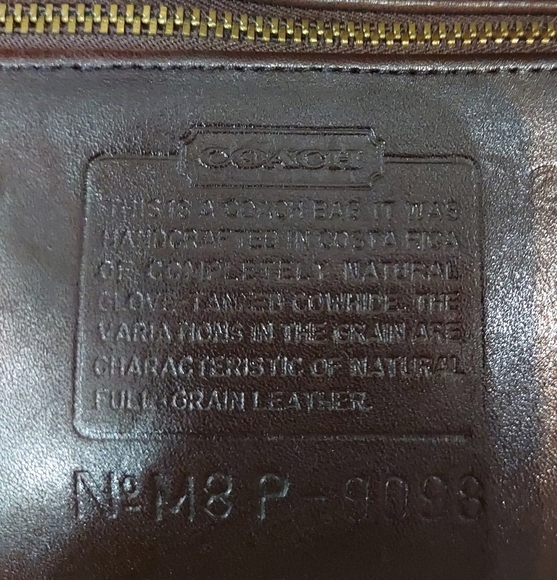 COACH
THIS IS A COACH BAG. IT WAS
HANDCRAFTED IN COSTA RICA
OF COMPLETELY NATURAL
GLOVE TANNED COWHIDE. THE
VARIATIONS IN THE GRAIN ARE
CHARACTERISTIC OF NATURAL
FULL-GRAIN LEATHER.
Nº M8P-9098